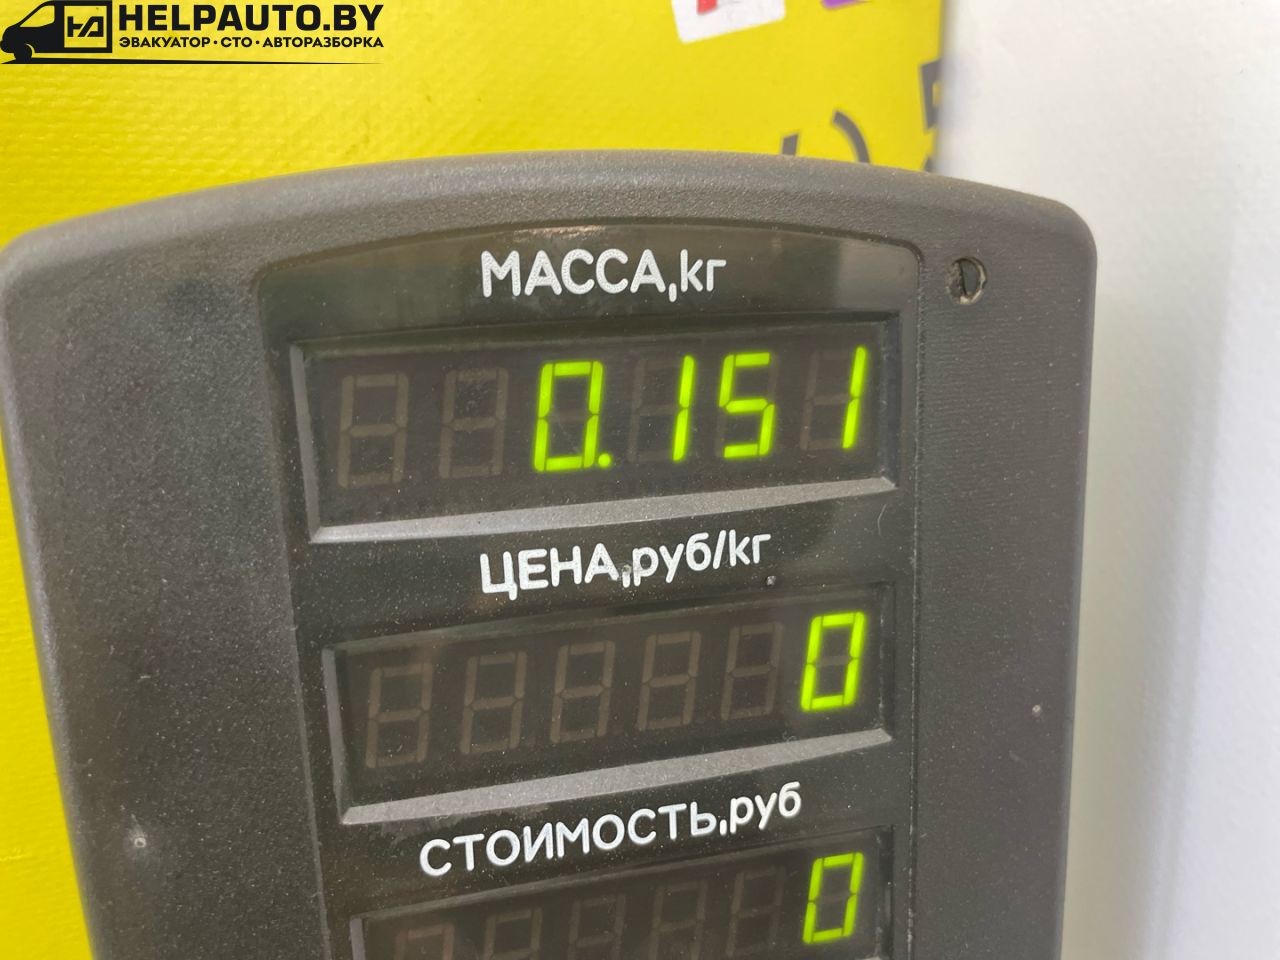 HELPAUTO.BY
ЭВАКУАТОР · СТО · АВТОРАЗБОРКА
МАССА,кг
0.151
ЦЕНА,руб/кг
0
СТОИМОСТЬ,руб
0